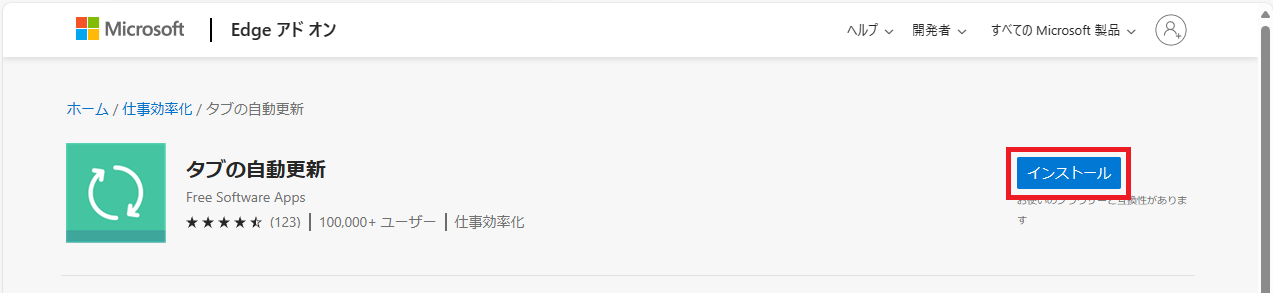 Microsoft Edge アド オン ヘルプ 開発者 すべての Microsoft 製品
ホーム / 仕事効率化 / タブの自動更新
タブの自動更新
インストール
Free Software Apps
お使いのブラウザーと互換性がありま
す
★★★★ (123) 100,000+ ユーザー 仕事効率化